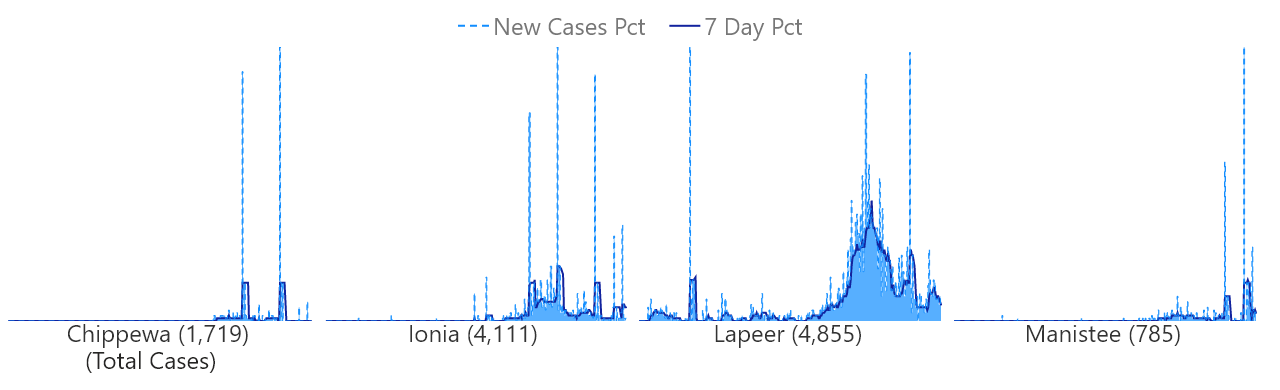 New Cases Pct 7 Day Pct
Chippewa (1,719) Ionia (4,111) Lapeer (4,855) Manistee (785)
(Total Cases)